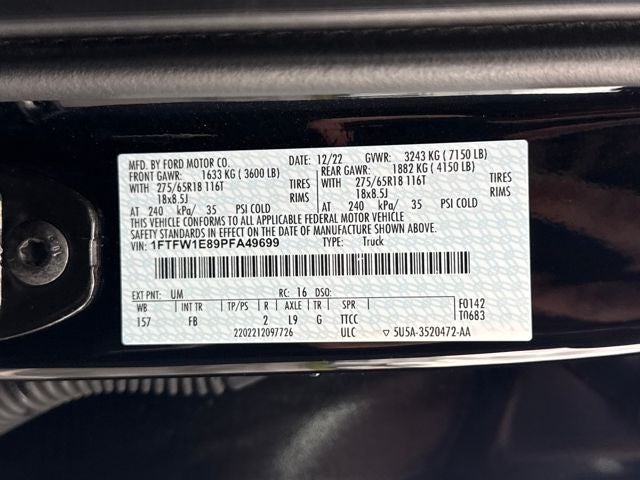 MFD. BY FORD MOTOR CO. DATE: 12/22 GVWR: 3243 KG ( 7150 LB)
FRONT GAWR: 1633 KG ( 3600 LB) REAR GAWR: 1882 KG ( 4150 LB)
WITH 275/65R18 116T TIRES WITH 275/65R18 116T TIRES
18x8.5J RIMS 18x8.5J RIMS
AT 240 kPa/ 35 PSI COLD AT 240 kPa/ 35 PSI COLD
THIS VEHICLE CONFORMS TO ALL APPLICABLE FEDERAL MOTOR VEHICLE
SAFETY STANDARDS IN EFFECT ON THE DATE OF MANUFACTURE SHOWN ABOVE.
VIN: 1FTFW1E89PFA49699 TYPE: Truck
EXT PNT: UM RC: 16 DSO:
WB INT TR TP/PS R AXLE TR SPR F0142
157 FB 2 L9 G TTCC T0683
2202212097726 ULC ▽ 5U5A-3520472-AA